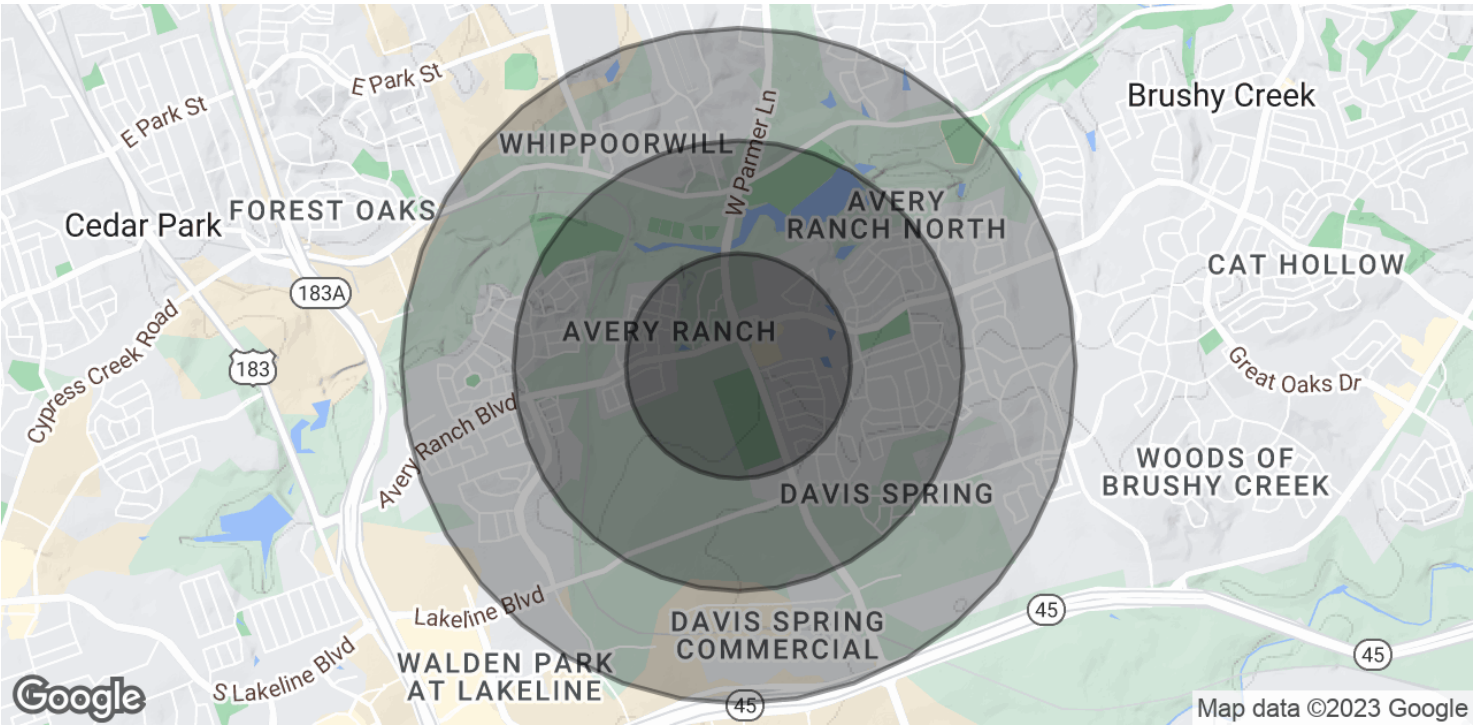 E Park St
E Park St
Brushy Creek
WHIPPOORWILL
W Parmer Ln
Cedar Park
FOREST OAKS
AVERY
RANCH NORTH
CAT HOLLOW
183A
AVERY RANCH
183
Cypress Creek Road
Great Oaks Dr
Avery Ranch Blvd
WOODS OF
BRUSHY CREEK
DAVIS SPRING
Lakeline Blvd
45
DAVIS SPRING
COMMERCIAL
45
WALDEN PARK
AT LAKELINE
S Lakeline Blvd
45
Google
Map data ©2023 Google